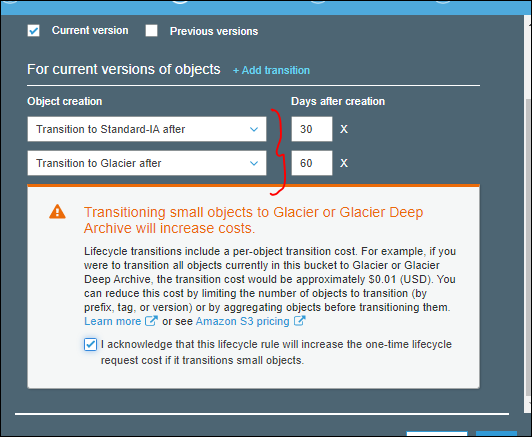 Current version Previous versions
For current versions of objects + Add transition
Object creation Days after creation
Transition to Standard-IA after 30 X
Transition to Glacier after 60 X
Transitioning small objects to Glacier or Glacier Deep
Archive will increase costs.
Lifecycle transitions include a per-object transition cost. For example, if you
were to transition all objects currently in this bucket to Glacier or Glacier
Deep Archive, the transition cost would be approximately $0.01 (USD). You
can reduce this cost by limiting the number of objects to transition (by
prefix, tag, or version) or by aggregating objects before transitioning them.
Learn more or see Amazon S3 pricing
I acknowledge that this lifecycle rule will increase the one-time lifecycle
request cost if it transitions small objects.